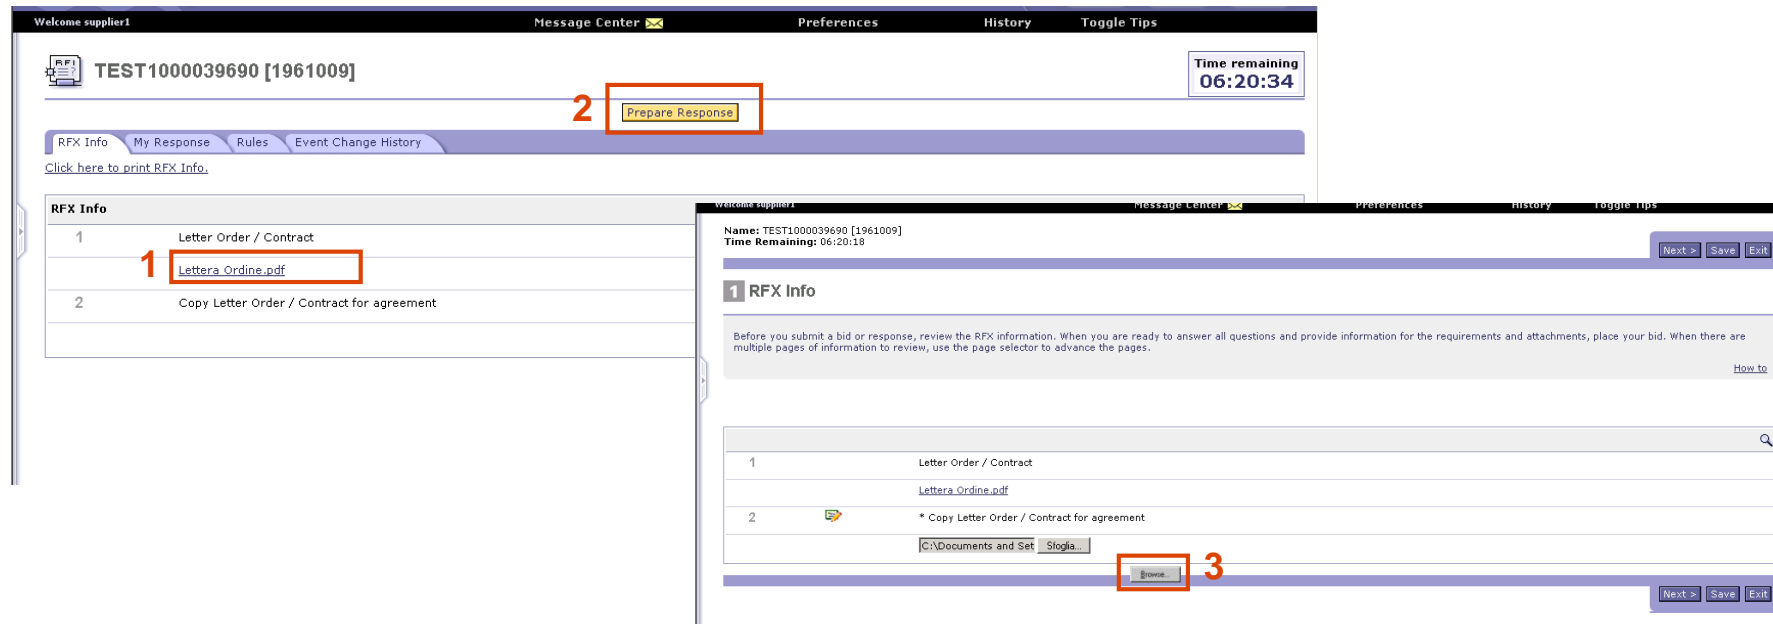 Welcome supplier1 Message Center Preferences History Toggle Tips
RFI TEST1000039690 [1961009]
Time remaining
06:20:34
2 Prepare Response
RFX Info My Response Rules Event Change History
Click here to print RFX Info.
RFX Info
1 Letter Order / Contract
1 Lettera Ordine.pdf
2 Copy Letter Order / Contract for agreement
Welcome supplier1 Message Center Preferences History Toggle Tips
Name: TEST1000039690 [1961009]
Time Remaining: 06:20:18
Next > Save Exit
1 RFX Info
Before you submit a bid or response, review the RFX information. When you are ready to answer all questions and provide information for the requirements and attachments, place your bid. When there are
multiple pages of information to review, use the page selector to advance the pages.
How to
1 Letter Order / Contract
Lettera Ordine.pdf
2 * Copy Letter Order / Contract for agreement
C:\Documents and Set Sfoglia...
Browse... 3
Next > Save Exit